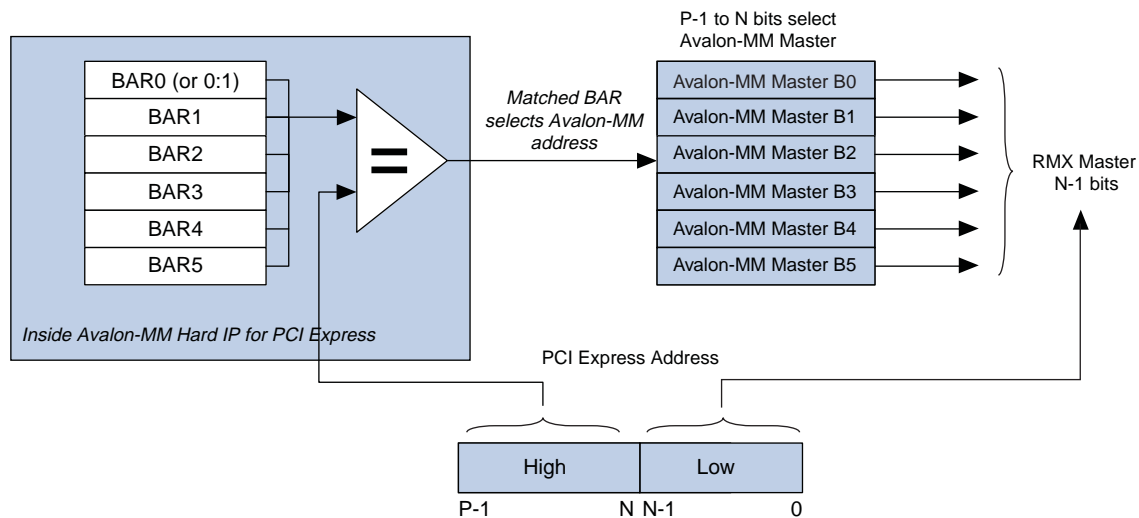 P-1 to N bits select
Avalon-MM Master
BAR0 (or 0:1)
BAR1
BAR2
BAR3
BAR4
BAR5
=
Inside Avalon-MM Hard IP for PCI Express
Matched BAR
selects Avalon-MM
address
Avalon-MM Master B0
Avalon-MM Master B1
Avalon-MM Master B2
Avalon-MM Master B3
Avalon-MM Master B4
Avalon-MM Master B5
RMX Master
N-1 bits
PCI Express Address
High
Low
P-1
N
N-1
0